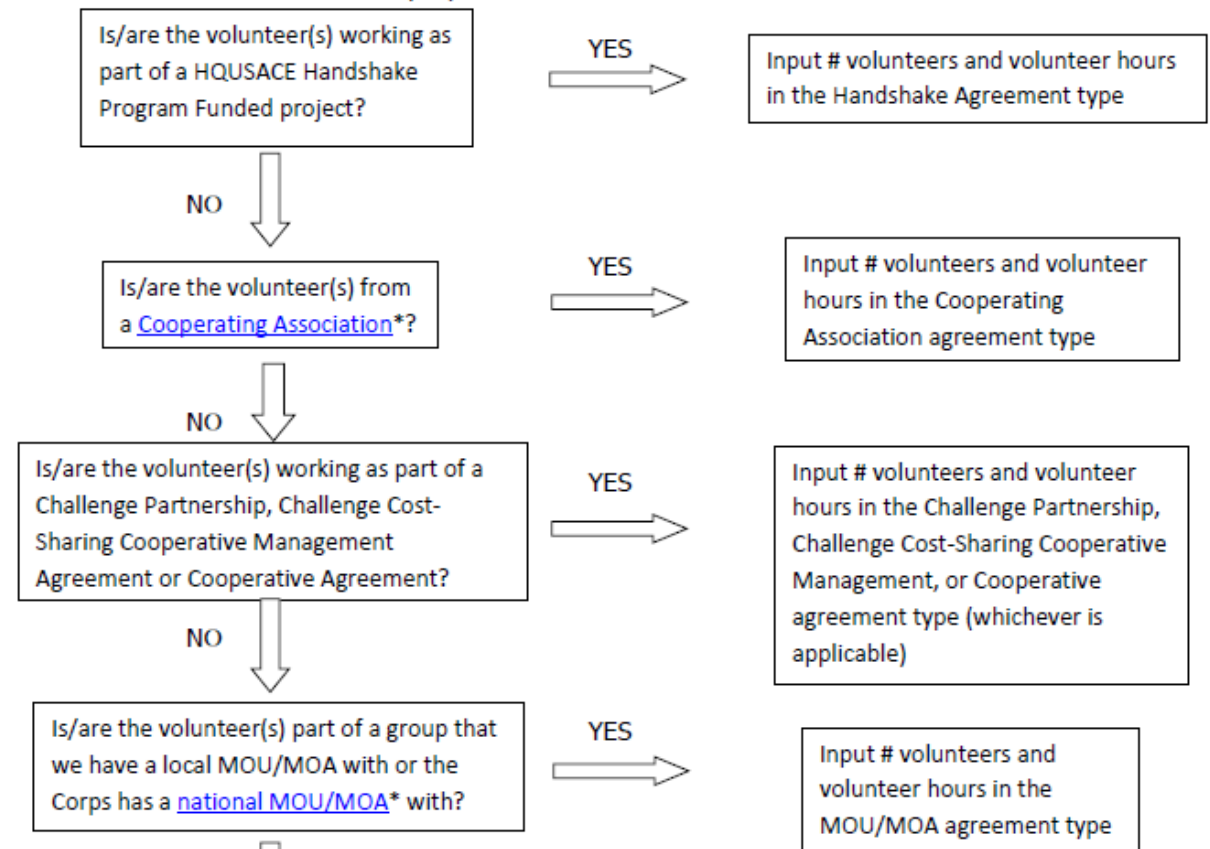 Is/are the volunteer(s) working as
part of a HQUSACE Handshake
Program Funded project?
YES
Input # volunteers and volunteer hours
in the Handshake Agreement type
NO
Is/are the volunteer(s) from
a Cooperating Association*?
YES
Input # volunteers and volunteer
hours in the Cooperating
Association agreement type
NO
Is/are the volunteer(s) working as part of a
Challenge Partnership, Challenge Cost-
Sharing Cooperative Management
Agreement or Cooperative Agreement?
YES
Input # volunteers and volunteer
hours in the Challenge Partnership,
Challenge Cost-Sharing Cooperative
Management, or Cooperative
agreement type (whichever is
applicable)
NO
Is/are the volunteer(s) part of a group that
we have a local MOU/MOA with or the
Corps has a national MOU/MOA* with?
YES
Input # volunteers and
volunteer hours in the
MOU/MOA agreement type